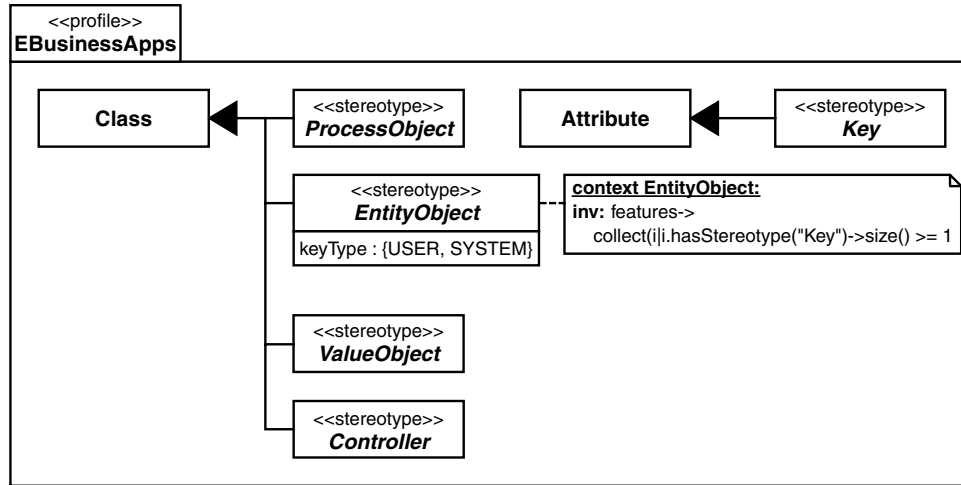 <<profile>>
EBusinessApps
Class
<<stereotype>>
ProcessObject
Attribute
<<stereotype>>
Key
<<stereotype>>
EntityObject
keyType : {USER, SYSTEM}
context EntityObject:
inv: features->
collect(i|i.hasStereotype("Key")->size() >= 1
<<stereotype>>
ValueObject
<<stereotype>>
Controller